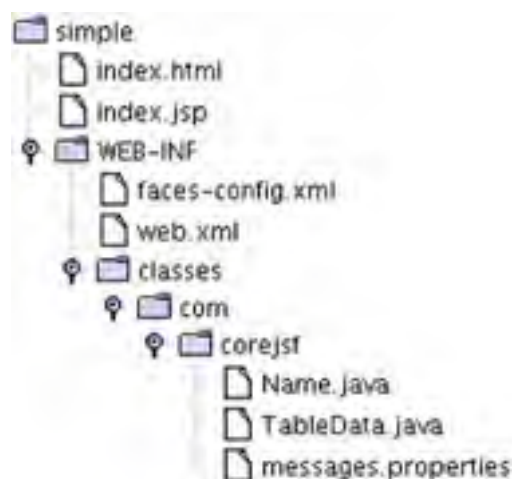 simple
index.html
index.jsp
WEB-INF
faces-config.xml
web.xml
classes
com
corejsf
Name.java
TableData.java
messages.properties